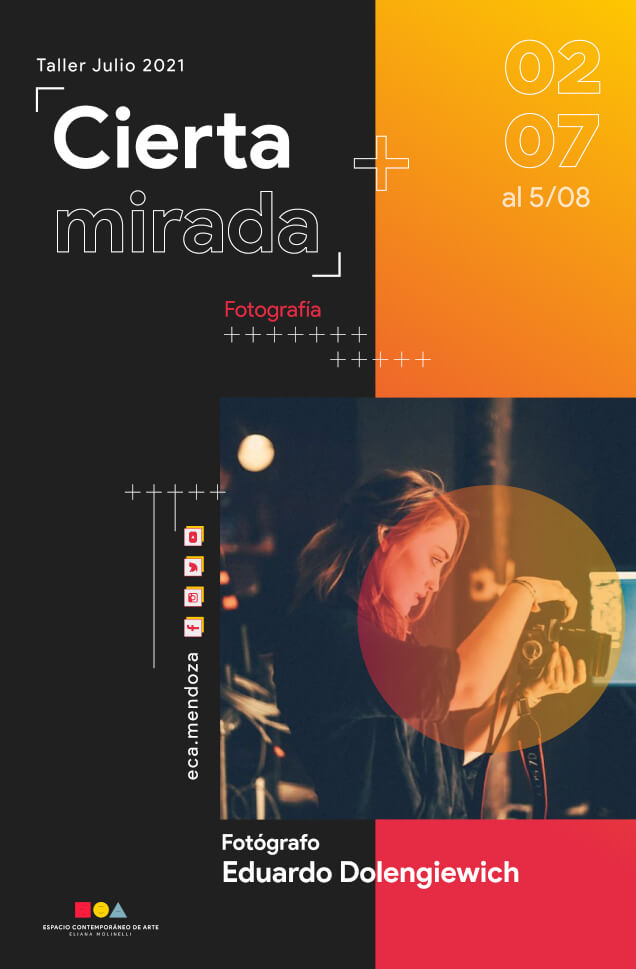 Taller Julio 2021
Cierta
mirada
02
07
al 5/08
Fotografía
eca.mendoza
Fotógrafo
Eduardo Dolengiewich
ESPACIO CONTEMPORÁNEO DE ARTE
ELIANA MOLINELLI